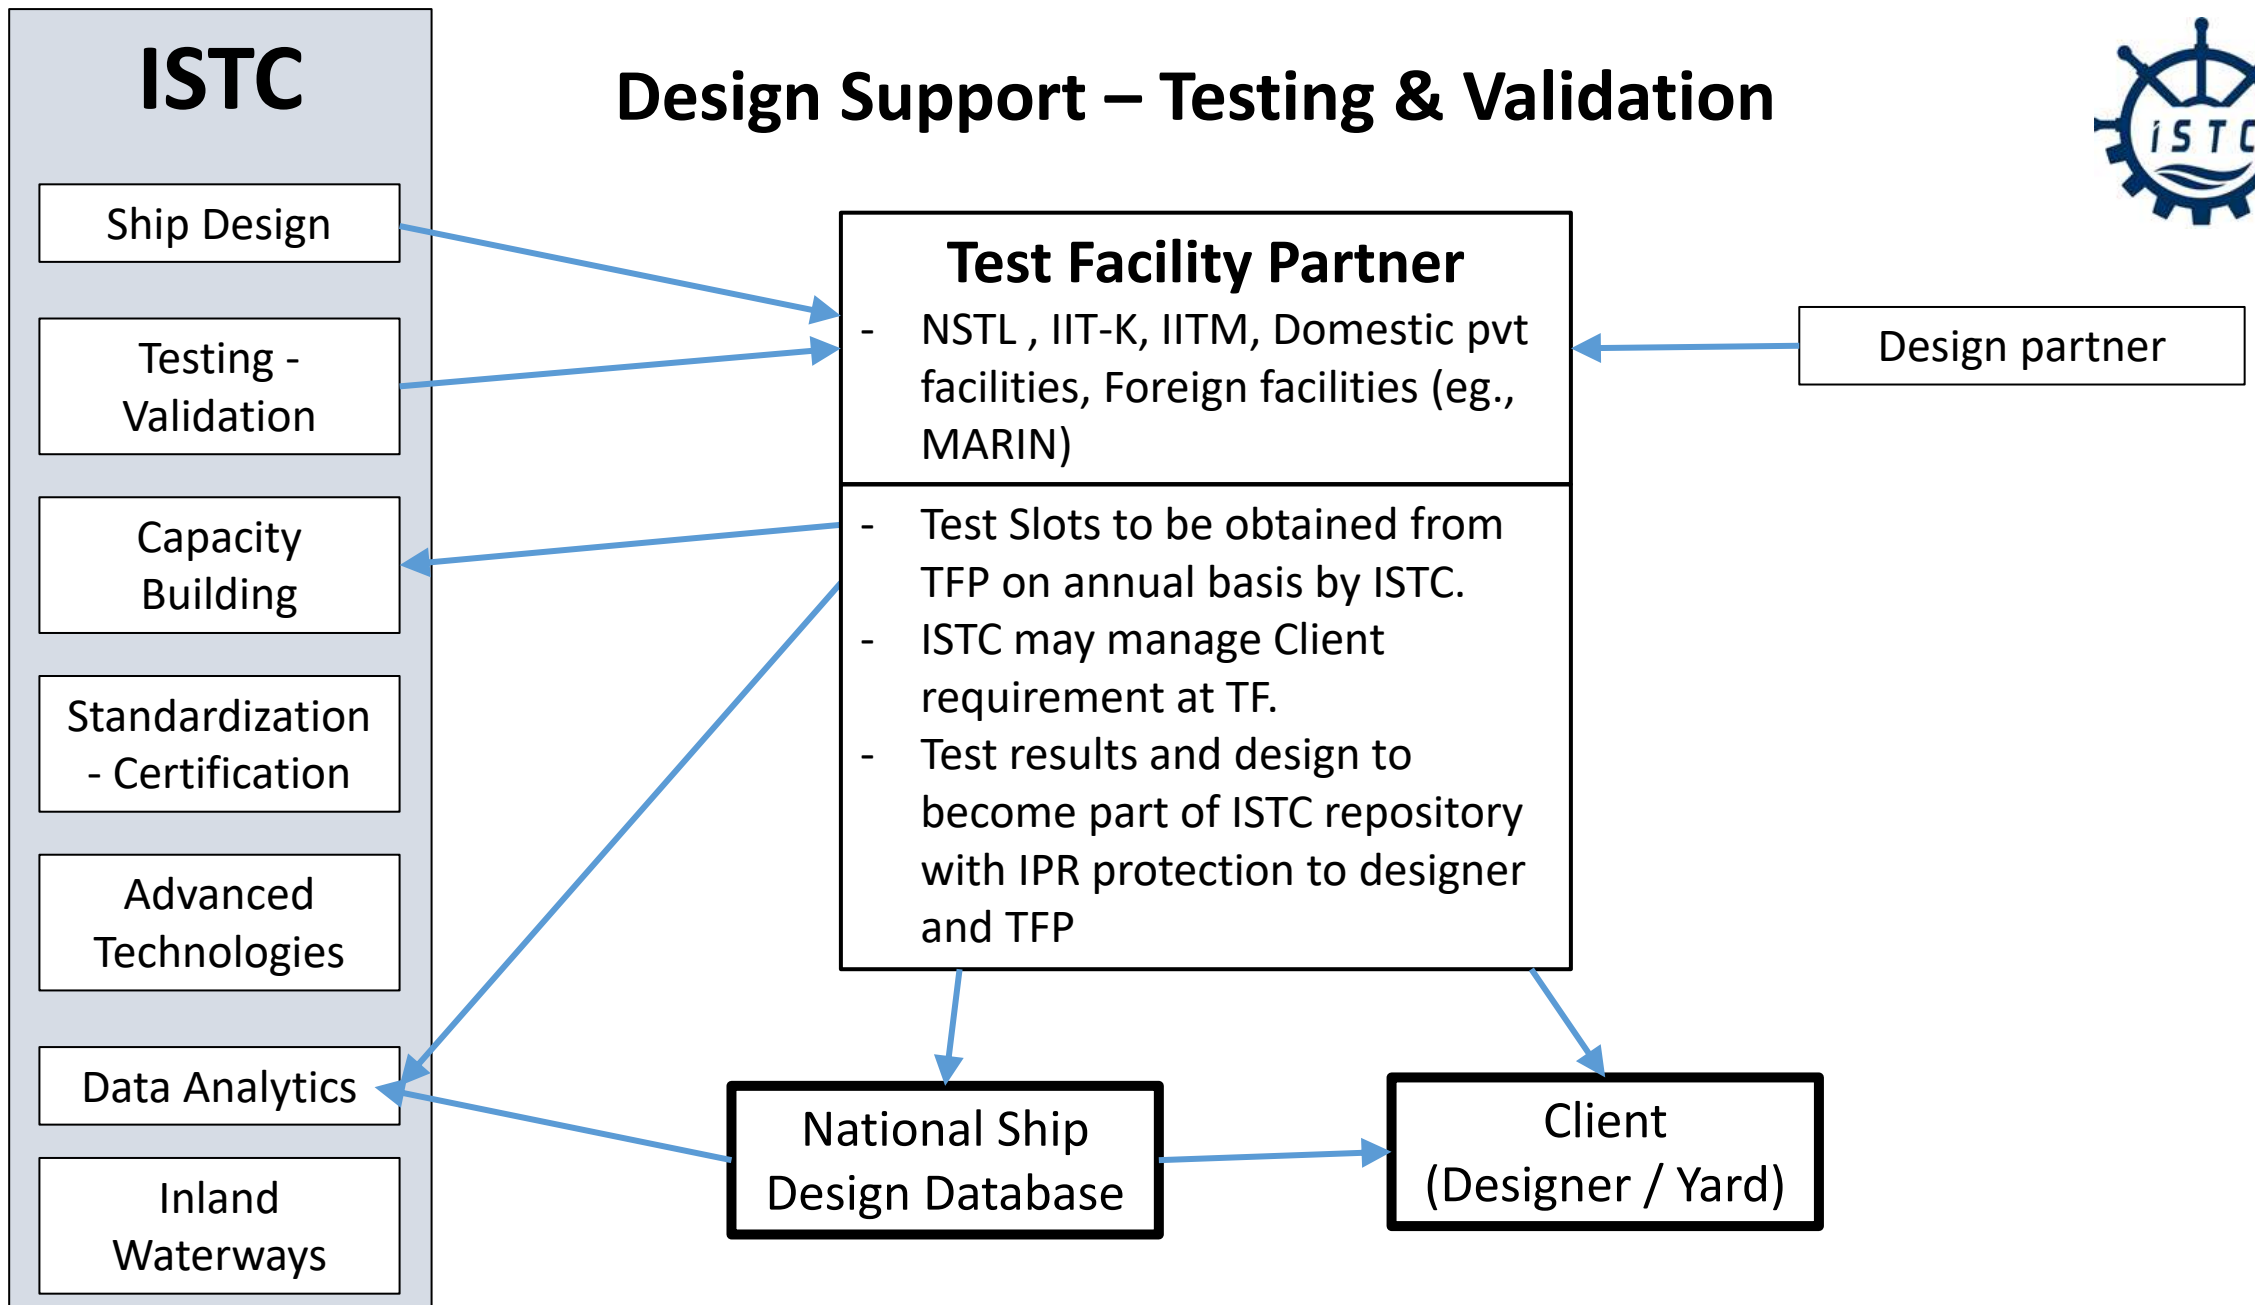 ISTC
Design Support – Testing & Validation
iSTC
Ship Design
Testing -
Validation
Capacity
Building
Standardization
- Certification
Advanced
Technologies
Data Analytics
Inland
Waterways
Test Facility Partner
- NSTL , IIT-K, IITM, Domestic pvt
facilities, Foreign facilities (eg.,
MARIN)
- Test Slots to be obtained from
TFP on annual basis by ISTC.
- ISTC may manage Client
requirement at TF.
- Test results and design to
become part of ISTC repository
with IPR protection to designer
and TFP
Design partner
National Ship
Design Database
Client
(Designer / Yard)